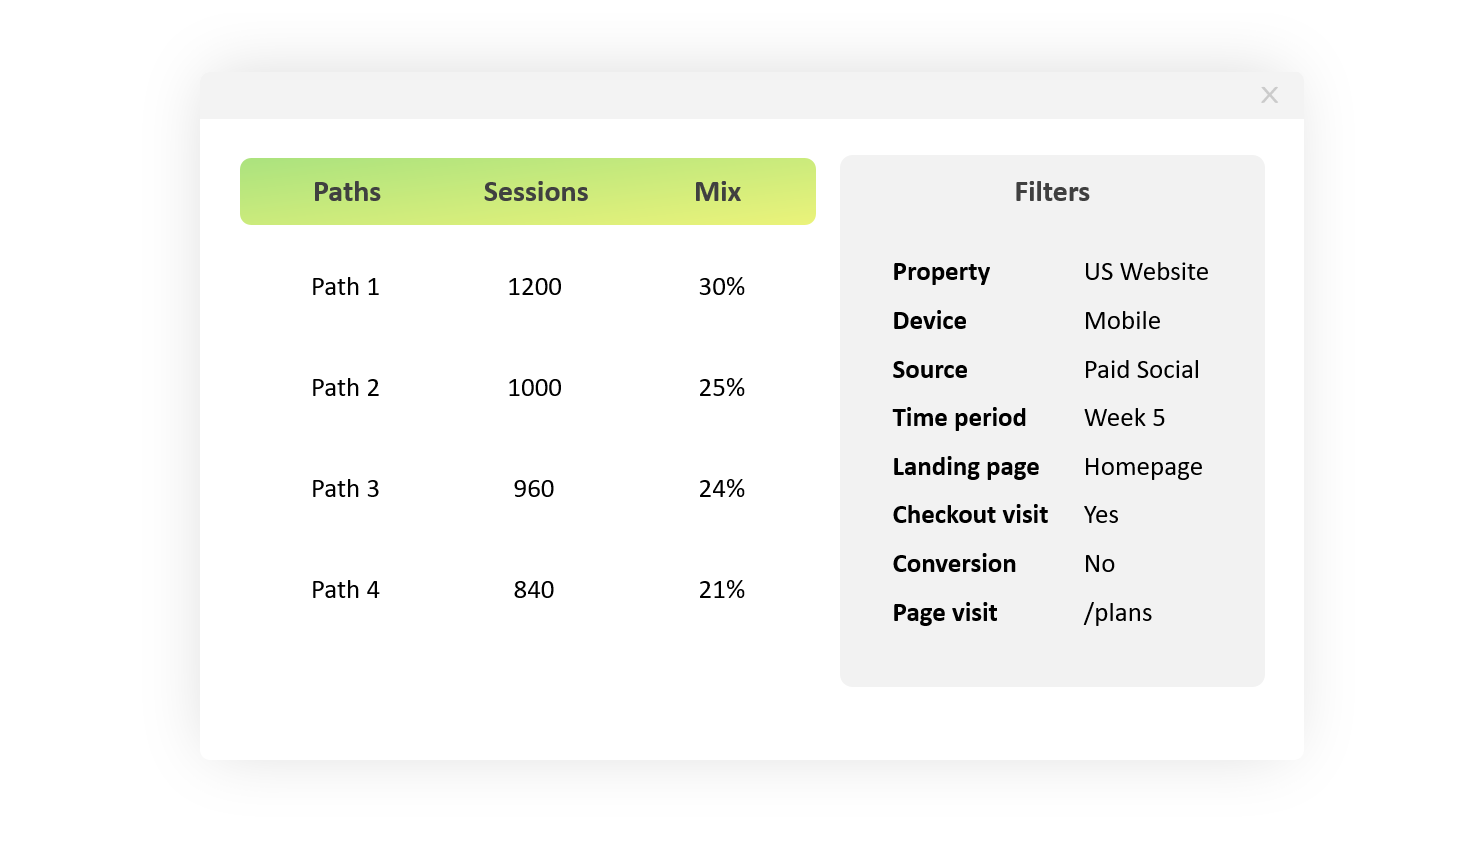 X
Paths Sessions Mix
Path 1 1200 30%
Path 2 1000 25%
Path 3 960 24%
Path 4 840 21%
Filters
Property US Website
Device Mobile
Source Paid Social
Time period Week 5
Landing page Homepage
Checkout visit Yes
Conversion No
Page visit /plans